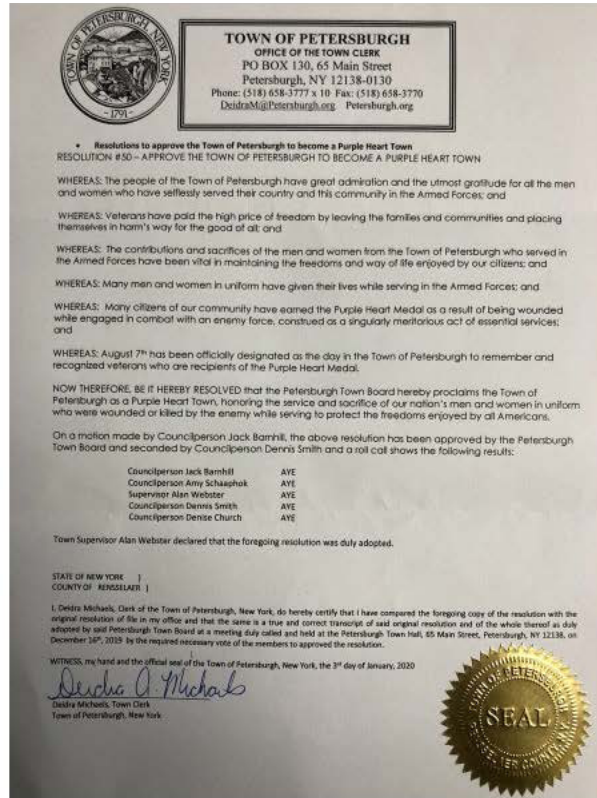 TOWN OF PETERSBURGH, NEW YORK
-1791-
TOWN OF PETERSBURGH
OFFICE OF THE TOWN CLERK
PO BOX 130, 65 Main Street
Petersburgh, NY 12138-0130
Phone: (518) 658-3777 x 10 Fax: (518) 658-3770
DeidraM@Petersburgh.org Petersburgh.org
• Resolutions to approve the Town of Petersburgh to become a Purple Heart Town
RESOLUTION #50 – APPROVE THE TOWN OF PETERSBURGH TO BECOME A PURPLE HEART TOWN
WHEREAS: The people of the Town of Petersburgh have great admiration and the utmost gratitude for all the men
and women who have selflessly served their country and this community in the Armed Forces; and
WHEREAS: Veterans have paid the high price of freedom by leaving the families and communities and placing
themselves in harm's way for the good of all; and
WHEREAS: The contributions and sacrifices of the men and women from the Town of Petersburgh who served in
the Armed Forces have been vital in maintaining the freedoms and way of life enjoyed by our citizens; and
WHEREAS: Many men and women in uniform have given their lives while serving in the Armed Forces; and
WHEREAS: Many citizens of our community have earned the Purple Heart Medal as a result of being wounded
while engaged in combat with an enemy force, construed as a singularly meritorious act of essential services;
and
WHEREAS: August 7th has been officially designated as the day in the Town of Petersburgh to remember and
recognized veterans who are recipients of the Purple Heart Medal.
NOW THEREFORE, BE IT HEREBY RESOLVED that the Petersburgh Town Board hereby proclaims the Town of
Petersburgh as a Purple Heart Town, honoring the service and sacrifice of our nation's men and women in uniform
who were wounded or killed by the enemy while serving to protect the freedoms enjoyed by all Americans.
On a motion made by Councilperson Jack Barnhill, the above resolution has been approved by the Petersburgh
Town Board and seconded by Councilperson Dennis Smith and a roll call shows the following results:
Councilperson Jack Barnhill AYE
Councilperson Amy Schaaphok AYE
Supervisor Alan Webster AYE
Councilperson Dennis Smith AYE
Councilperson Denise Church AYE
Town Supervisor Alan Webster declared that the foregoing resolution was duly adopted.
STATE OF NEW YORK )
COUNTY OF RENSSELAER )
I, Deidra Michaels, Clerk of the Town of Petersburgh, New York, do hereby certify that I have compared the foregoing copy of the resolution with the
original resolution of file in my office and that the same is a true and correct transcript of said original resolution and of the whole thereof as duly
adopted by said Petersburgh Town Board at a meeting duly called and held at the Petersburgh Town Hall, 65 Main Street, Petersburgh, NY 12138, on
December 16th, 2019 by the required necessary vote of the members to approved the resolution.
WITNESS, my hand and the official seal of the Town of Petersburgh, New York, the 3rd day of January, 2020
Deidra A. Michaels
Deidra Michaels, Town Clerk
Town of Petersburgh, New York
TOWN OF PETERSBURGH
SEAL